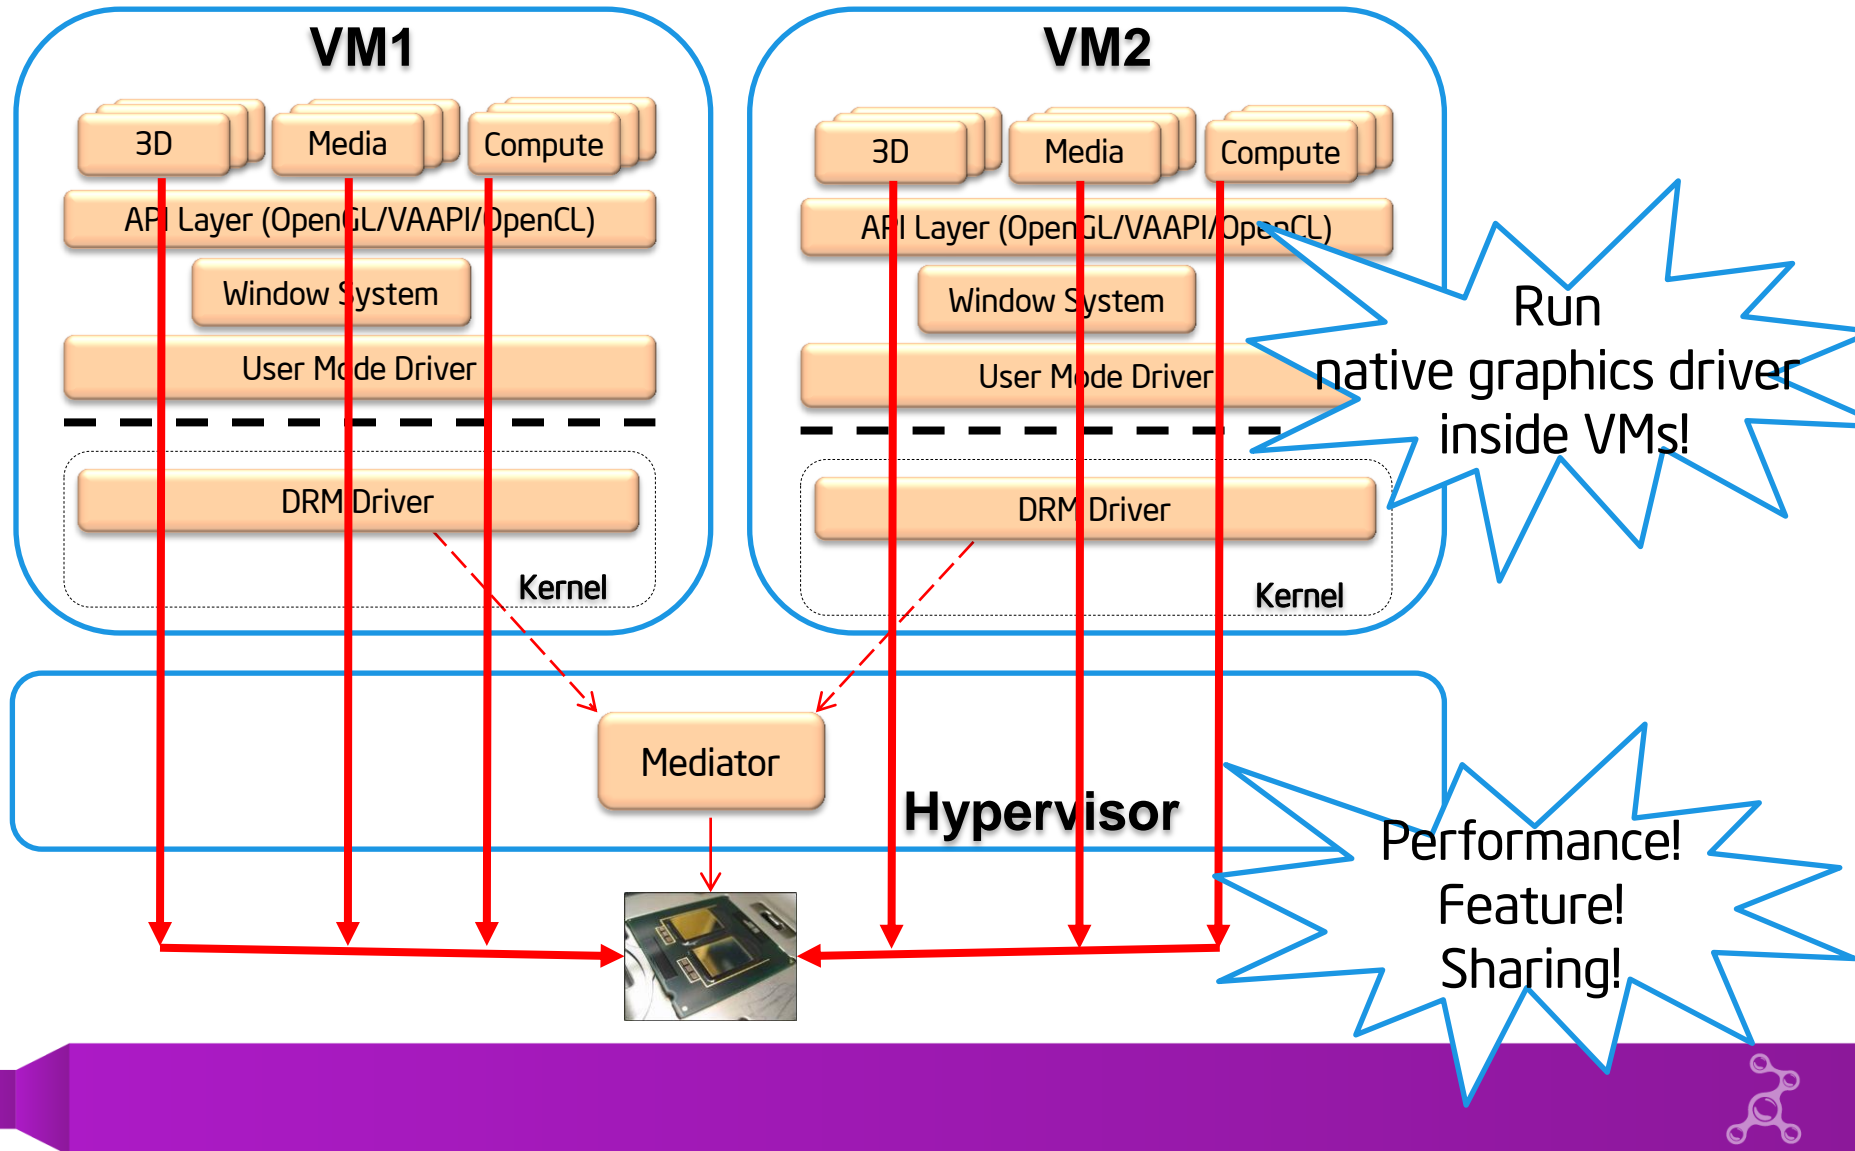 VM1
3D
Media
Compute
API Layer (OpenGL/VAAPI/OpenCL)
Window System
User Mode Driver
DRM Driver
Kernel
VM2
3D
Media
Compute
API Layer (OpenGL/VAAPI/OpenCL)
Window System
User Mode Driver
DRM Driver
Kernel
Run
native graphics driver
inside VMs!
Mediator
Hypervisor
Performance!
Feature!
Sharing!